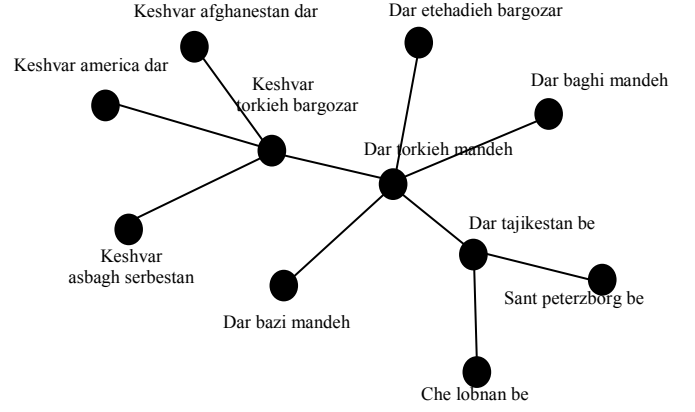 Keshvar afghanestan dar
Dar etehadieh bargozar
Keshvar america dar
Keshvar
torkieh bargozar
Dar baghi mandeh
Dar torkieh mandeh
Dar tajikestan be
Keshvar
asbagh serbestan
Sant peterzborg be
Dar bazi mandeh
Che lobnan be